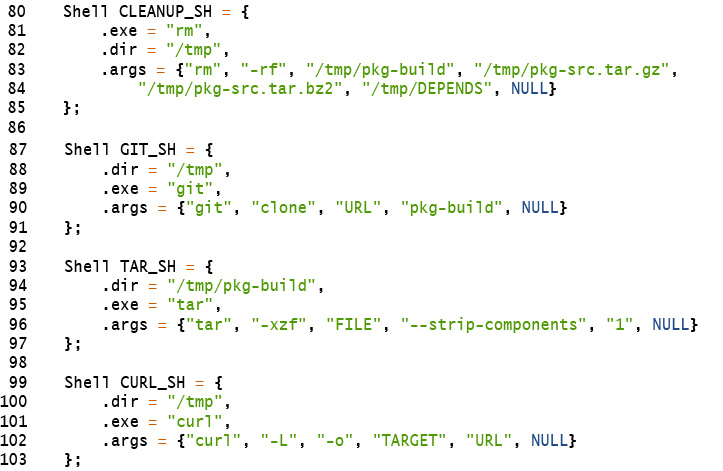 80 Shell CLEANUP_SH = {
81 .exe = "rm",
82 .dir = "/tmp",
83 .args = {"rm", "-rf", "/tmp/pkg-build", "/tmp/pkg-src.tar.gz",
84 "/tmp/pkg-src.tar.bz2", "/tmp/DEPENDS", NULL}
85 };
86
87 Shell GIT_SH = {
88 .dir = "/tmp",
89 .exe = "git",
90 .args = {"git", "clone", "URL", "pkg-build", NULL}
91 };
92
93 Shell TAR_SH = {
94 .dir = "/tmp/pkg-build",
95 .exe = "tar",
96 .args = {"tar", "-xzf", "FILE", "--strip-components", "1", NULL}
97 };
98
99 Shell CURL_SH = {
100 .dir = "/tmp",
101 .exe = "curl",
102 .args = {"curl", "-L", "-o", "TARGET", "URL", NULL}
103 };